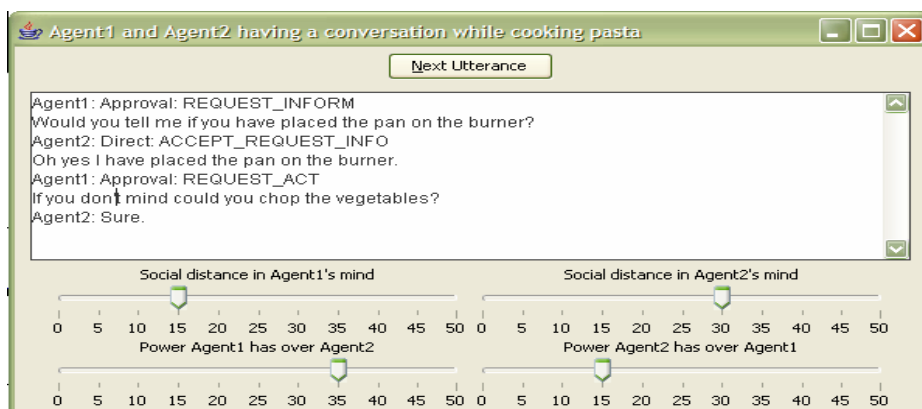 Agent1 and Agent2 having a conversation while cooking pasta
Next Utterance
Agent1: Approval: REQUEST_INFORM
Would you tell me if you have placed the pan on the burner?
Agent2: Direct: ACCEPT_REQUEST_INFO
Oh yes I have placed the pan on the burner.
Agent1: Approval: REQUEST_ACT
If you don't mind could you chop the vegetables?
Agent2: Sure.
Social distance in Agent1's mind Social distance in Agent2's mind
0 5 10 15 20 25 30 35 40 45 50 0 5 10 15 20 25 30 35 40 45 50
Power Agent1 has over Agent2 Power Agent2 has over Agent1
0 5 10 15 20 25 30 35 40 45 50 0 5 10 15 20 25 30 35 40 45 50